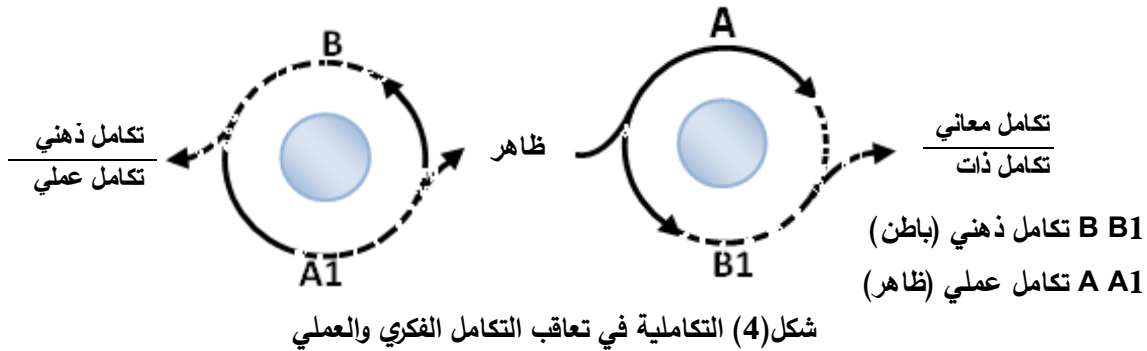 A
B
تكامل معاني
تكامل ذات
ظاهر
تكامل ذهني
تكامل عملي
B1
A1
B B1 تكامل ذهني (باطن)
A A1 تكامل عملي (ظاهر)
شكل(4) التكاملية في تعاقب التكامل الفكري والعملي